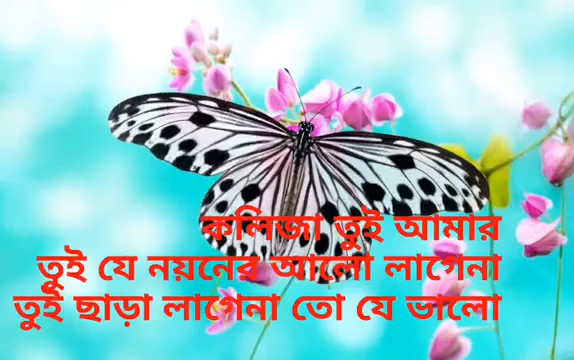 কলিজা তুই আমার
তুই যে নয়নের আলো লাগেনা
তুই ছাড়া লাগেনা তো যে ভালো